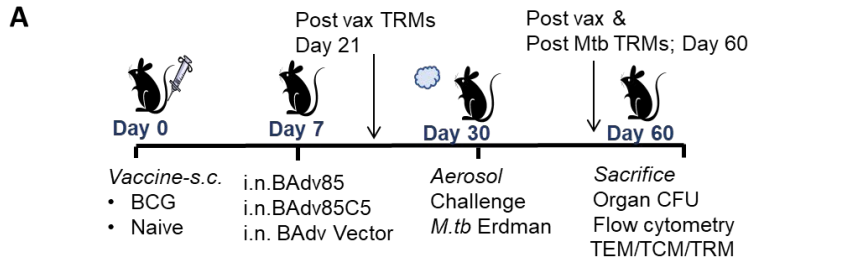 A
Post vax TRMs
Day 21
Post vax &
Post Mtb TRMs; Day 60
Day 0
Day 7
Day 30
Day 60
Vaccine-s.c.
• BCG
• Naive
i.n.BAdv85
i.n.BAdv85C5
i.n. BAdv Vector
Aerosol
Challenge
M.tb Erdman
Sacrifice
Organ CFU
Flow cytometry
TEM/TCM/TRM